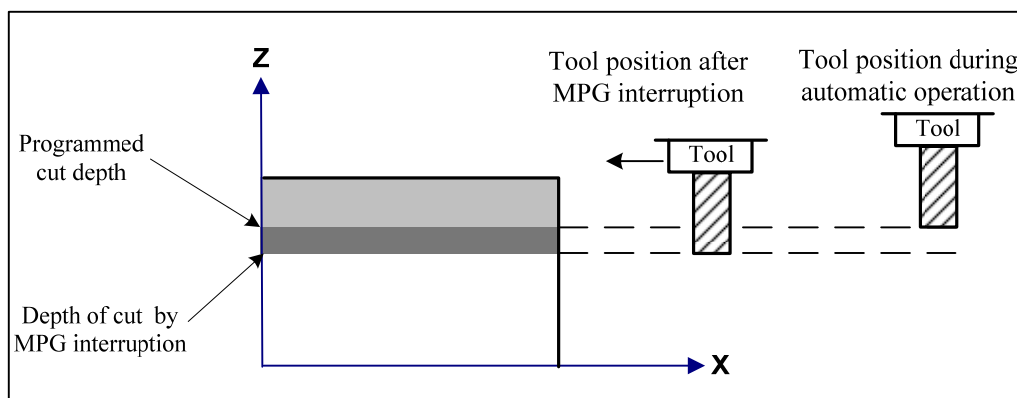 Z
Tool position after
MPG interruption
Tool position during
automatic operation
Tool
Tool
Programmed
cut depth
Depth of cut by
MPG interruption
X